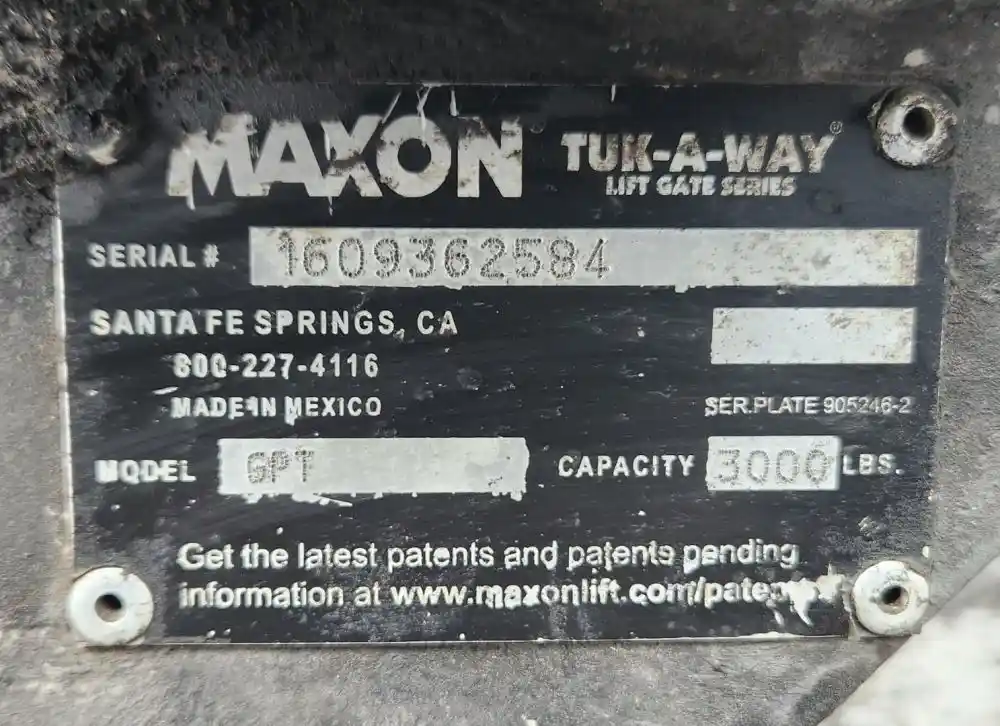 MAXON TUK-A-WAY®
LIFT GATE SERIES
SERIAL # 1609362584
SANTA FE SPRINGS, CA
800-227-4116
MADE IN MEXICO
SER.PLATE 905246-2
MODEL GPT CAPACITY 3000 LBS.
Get the latest patents and patents pending
information at www.maxonlift.com/patents